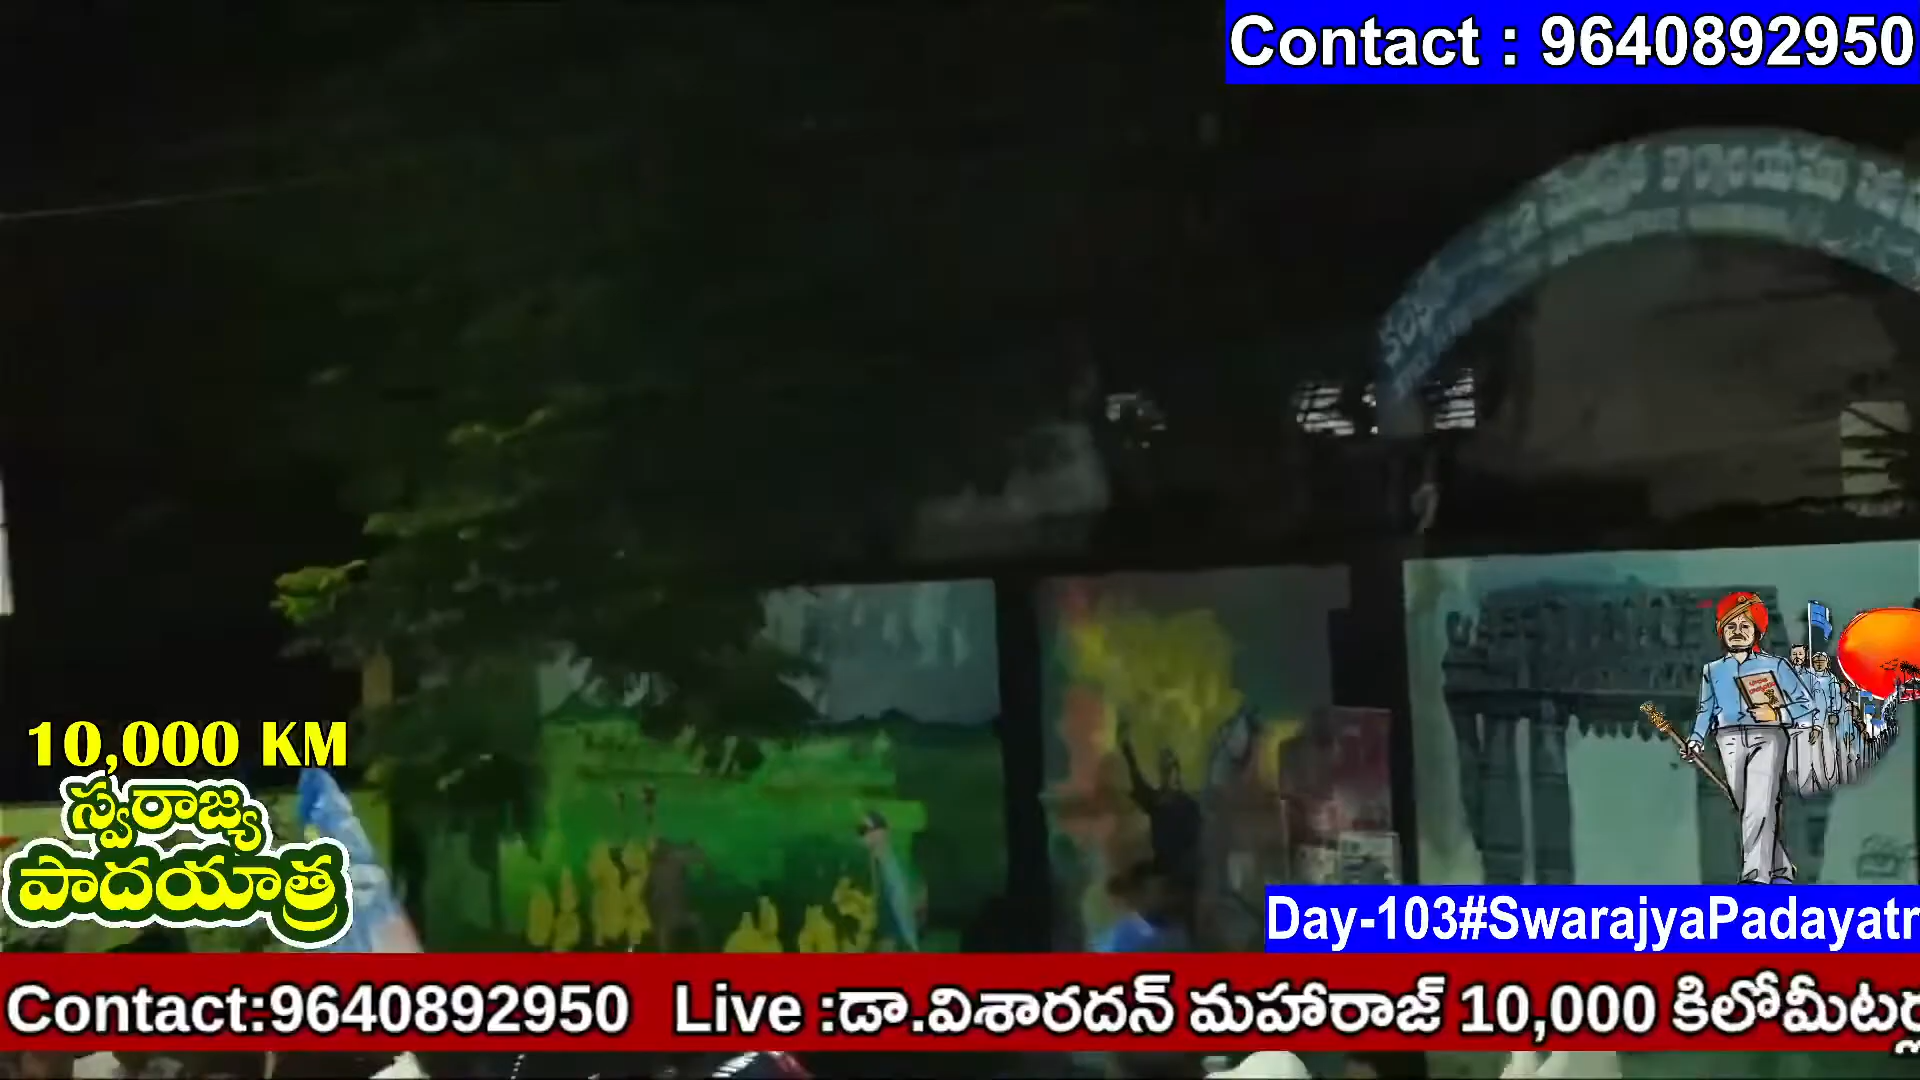 Contact : 9640892950
10,000 KM
స్వరాజ్య
పాదయాత్ర
Day-103#SwarajyaPadayatr
Contact:9640892950 Live :డా.విశారదన్ మహారాజ్ 10,000 కిలోమీటర్ల